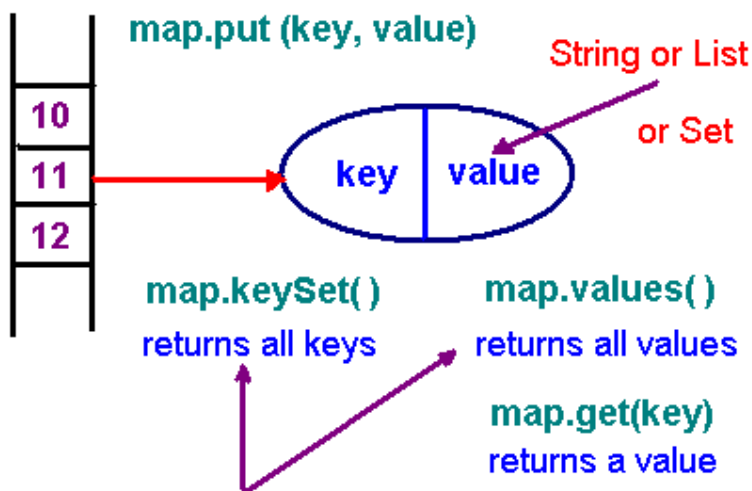 map.put (key, value)
String or List
or Set
10
11
12
key
value
map.keySet( )
returns all keys
map.values( )
returns all values
map.get(key)
returns a value